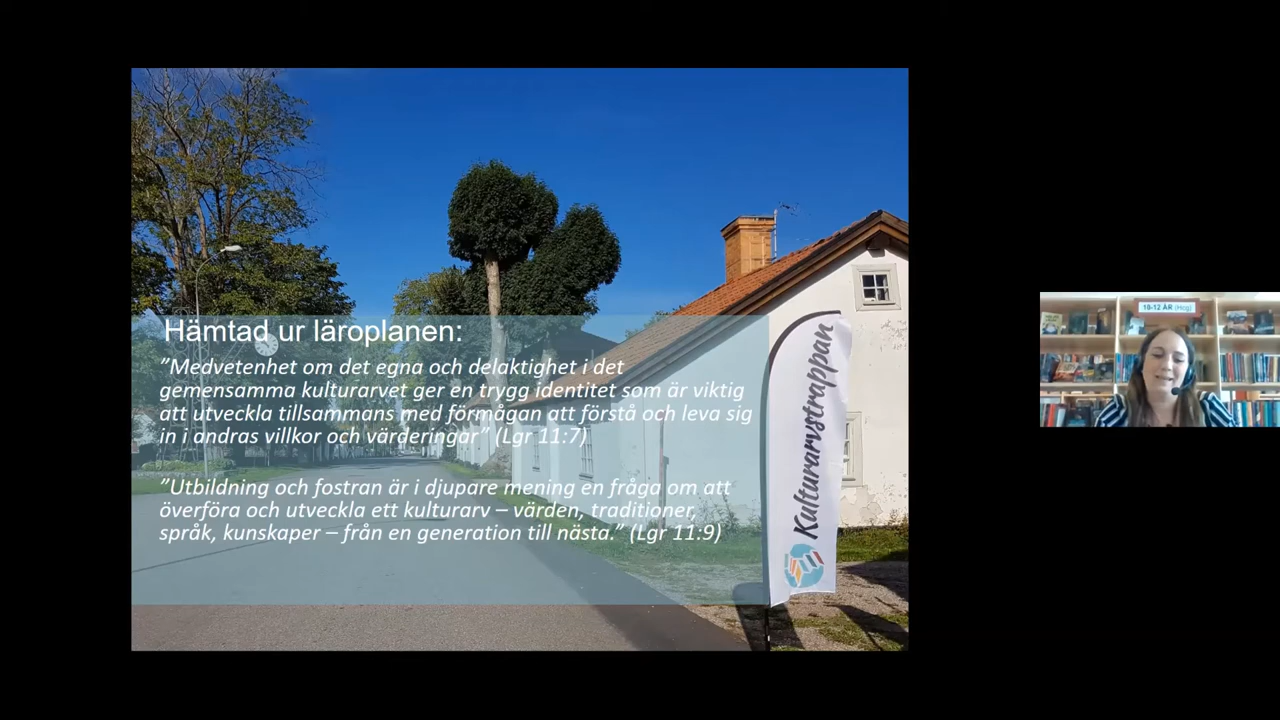 Hämtad ur läroplanen:
”Medvetenhet om det egna och delaktighet i det
gemensamma kulturarvet ger en trygg identitet som är viktig
att utveckla tillsammans med förmågan att förstå och leva sig
in i andras villkor och värderingar” (Lgr 11:7)
”Utbildning och fostran är i djupare mening en fråga om att
överföra och utveckla ett kulturarv – värden, traditioner,
språk, kunskaper – från en generation till nästa.” (Lgr 11:9)
Kulturarvstrappan
10-12 ÅR (Hcg)